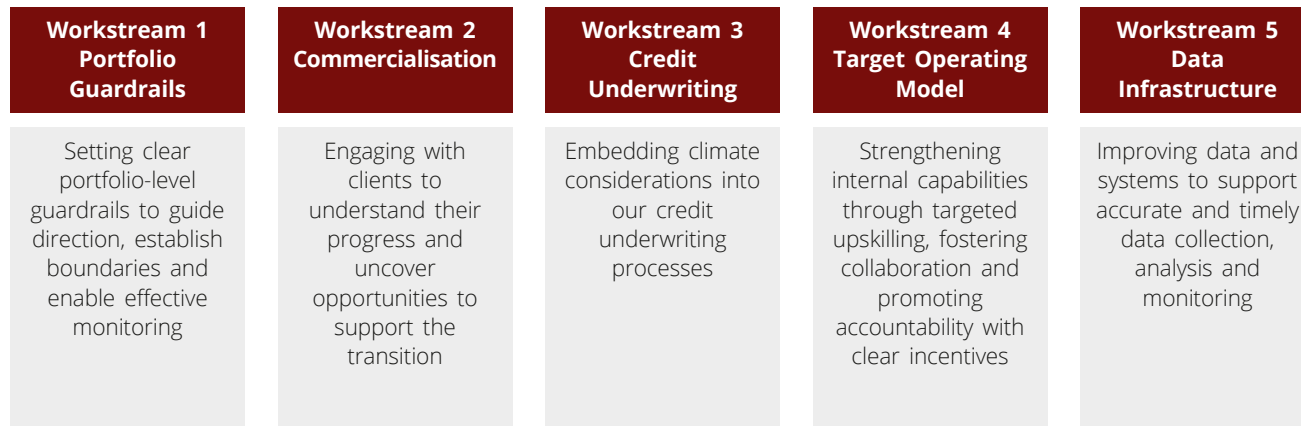 Workstream 1
Portfolio
Guardrails
Setting clear
portfolio-level
guardrails to guide
direction, establish
boundaries and
enable effective
monitoring
Workstream 2
Commercialisation
Engaging with
clients to
understand their
progress and
uncover
opportunities to
support the
transition
Workstream 3
Credit
Underwriting
Embedding climate
considerations into
our credit
underwriting
processes
Workstream 4
Target Operating
Model
Strengthening
internal capabilities
through targeted
upskilling, fostering
collaboration and
promoting
accountability with
clear incentives
Workstream 5
Data
Infrastructure
Improving data and
systems to support
accurate and timely
data collection,
analysis and
monitoring